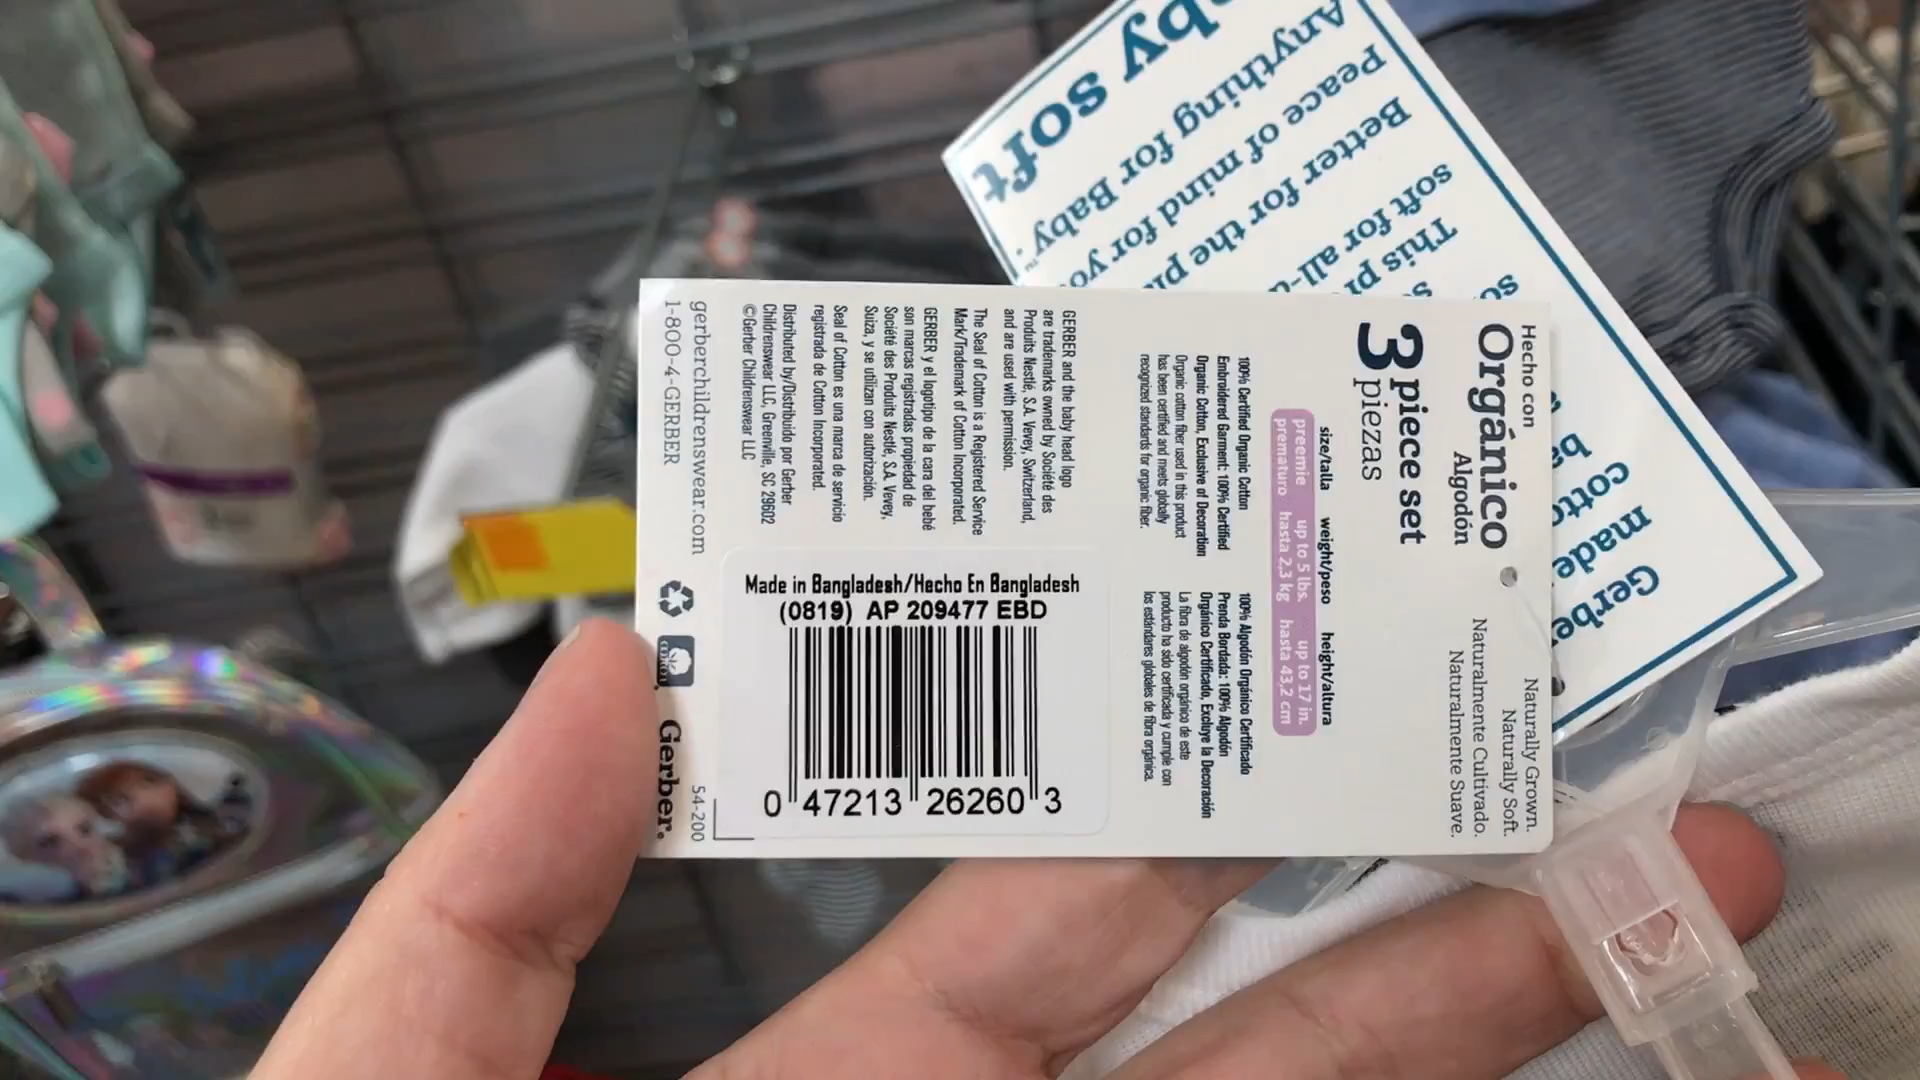 Hecho con
Orgánico
Algodón
Naturally Grown.
Naturally Soft.
Naturalmente Cultivado.
Naturalmente Suave.
3 piece set
piezas
size/talla weight/peso height/altura
preemie up to 5 lbs. up to 17 in.
prematuro hasta 2,3 kg hasta 43,2 cm
100% Certified Organic Cotton
Embroidered Garment: 100% Certified
Organic Cotton, Exclusive of Decoration
Organic cotton fiber used in this product
has been certified and meets globally
recognized standards for organic fiber.
100% Algodón Orgánico Certificado
Prenda Bordada: 100% Algodón
Orgánico Certificado, Excluye la Decoración
La fibra de algodón orgánico de este
producto ha sido certificada y cumple con
los estándares globales de fibra orgánica.
GERBER and the baby head logo
are trademarks owned by Société des
Produits Nestlé, S.A. Vevey, Switzerland,
and are used with permission.
The Seal of Cotton is a Registered Service
Mark/Trademark of Cotton Incorporated.
GERBER y el logotipo de la cara del bebé
son marcas registradas propiedad de
Société des Produits Nestlé, S.A. Vevey,
Suiza, y se utilizan con autorización.
Seal of Cotton es una marca de servicio
registrada de Cotton Incorporated.
Distributed by/Distribuido por Gerber
Childrenswear LLC, Greenville, SC 29602
©Gerber Childrenswear LLC
gerberchildrenswear.com
1-800-4-GERBER
cotton
Gerber.
54-200
Made in Bangladesh/Hecho En Bangladesh
(0819) AP 209477 EBD
0 47213 26260 3
Gerbe
made
cotto
ba
so
This p
soft for all-
Better for the p
Peace of mind for yo
Anything for Baby.™
by soft